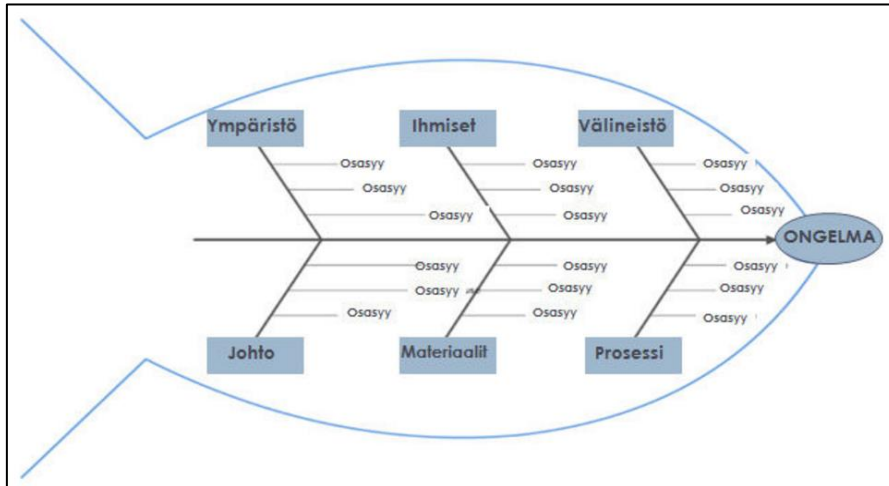 Ympäristö
Ihmiset
Välineistö
Osasyy
Osasyy
Osasyy
Osasyy
Osasyy
Osasyy
Osasyy
Osasyy
Osasyy
ONGELMA
Osasyy
Osasyy
Osasyy
Osasyy
Osasyy
Osasyy
Osasyy
Osasyy
Osasyy
Johto
Materiaalit
Prosessi